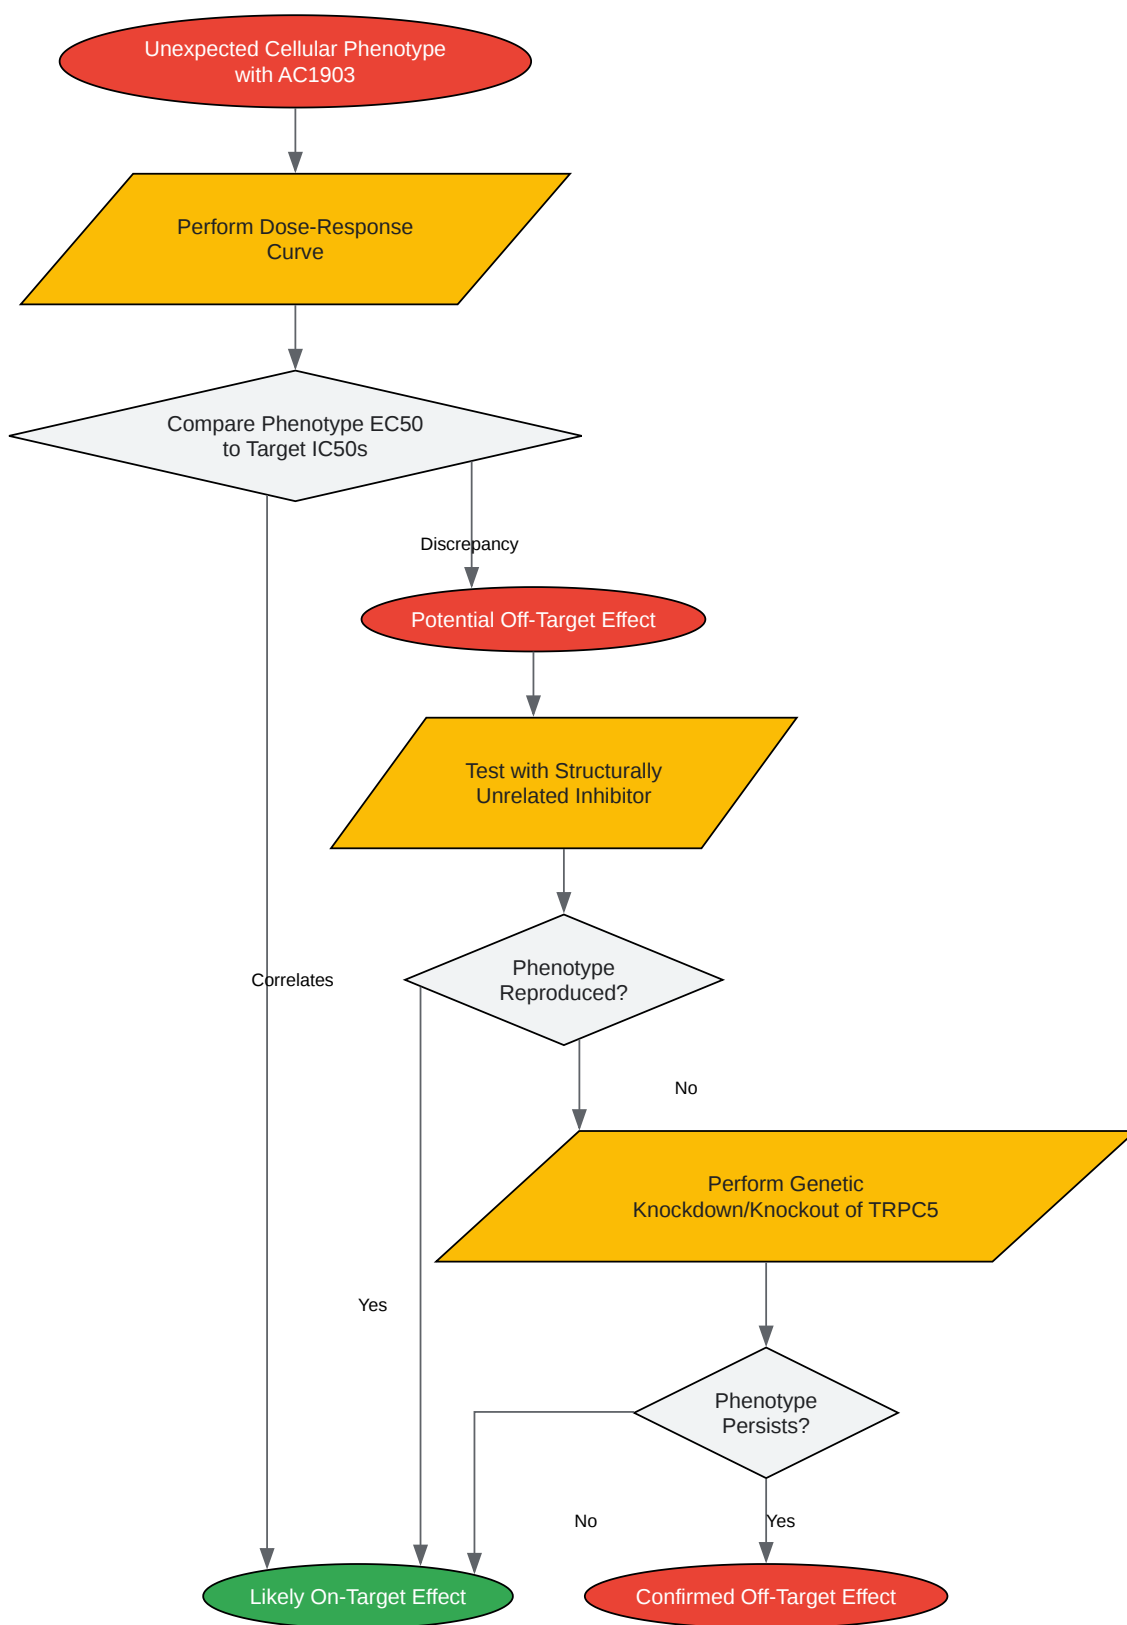 Unexpected Cellular Phenotype
with AC1903
Perform Dose-Response
Curve
Compare Phenotype EC50
to Target IC50s
Discrepancy
Potential Off-Target Effect
Test with Structurally
Unrelated Inhibitor
Phenotype
Reproduced?
Correlates
No
Perform Genetic
Knockdown/Knockout of TRPC5
Yes
Phenotype
Persists?
No
Yes
Likely On-Target Effect
Confirmed Off-Target Effect